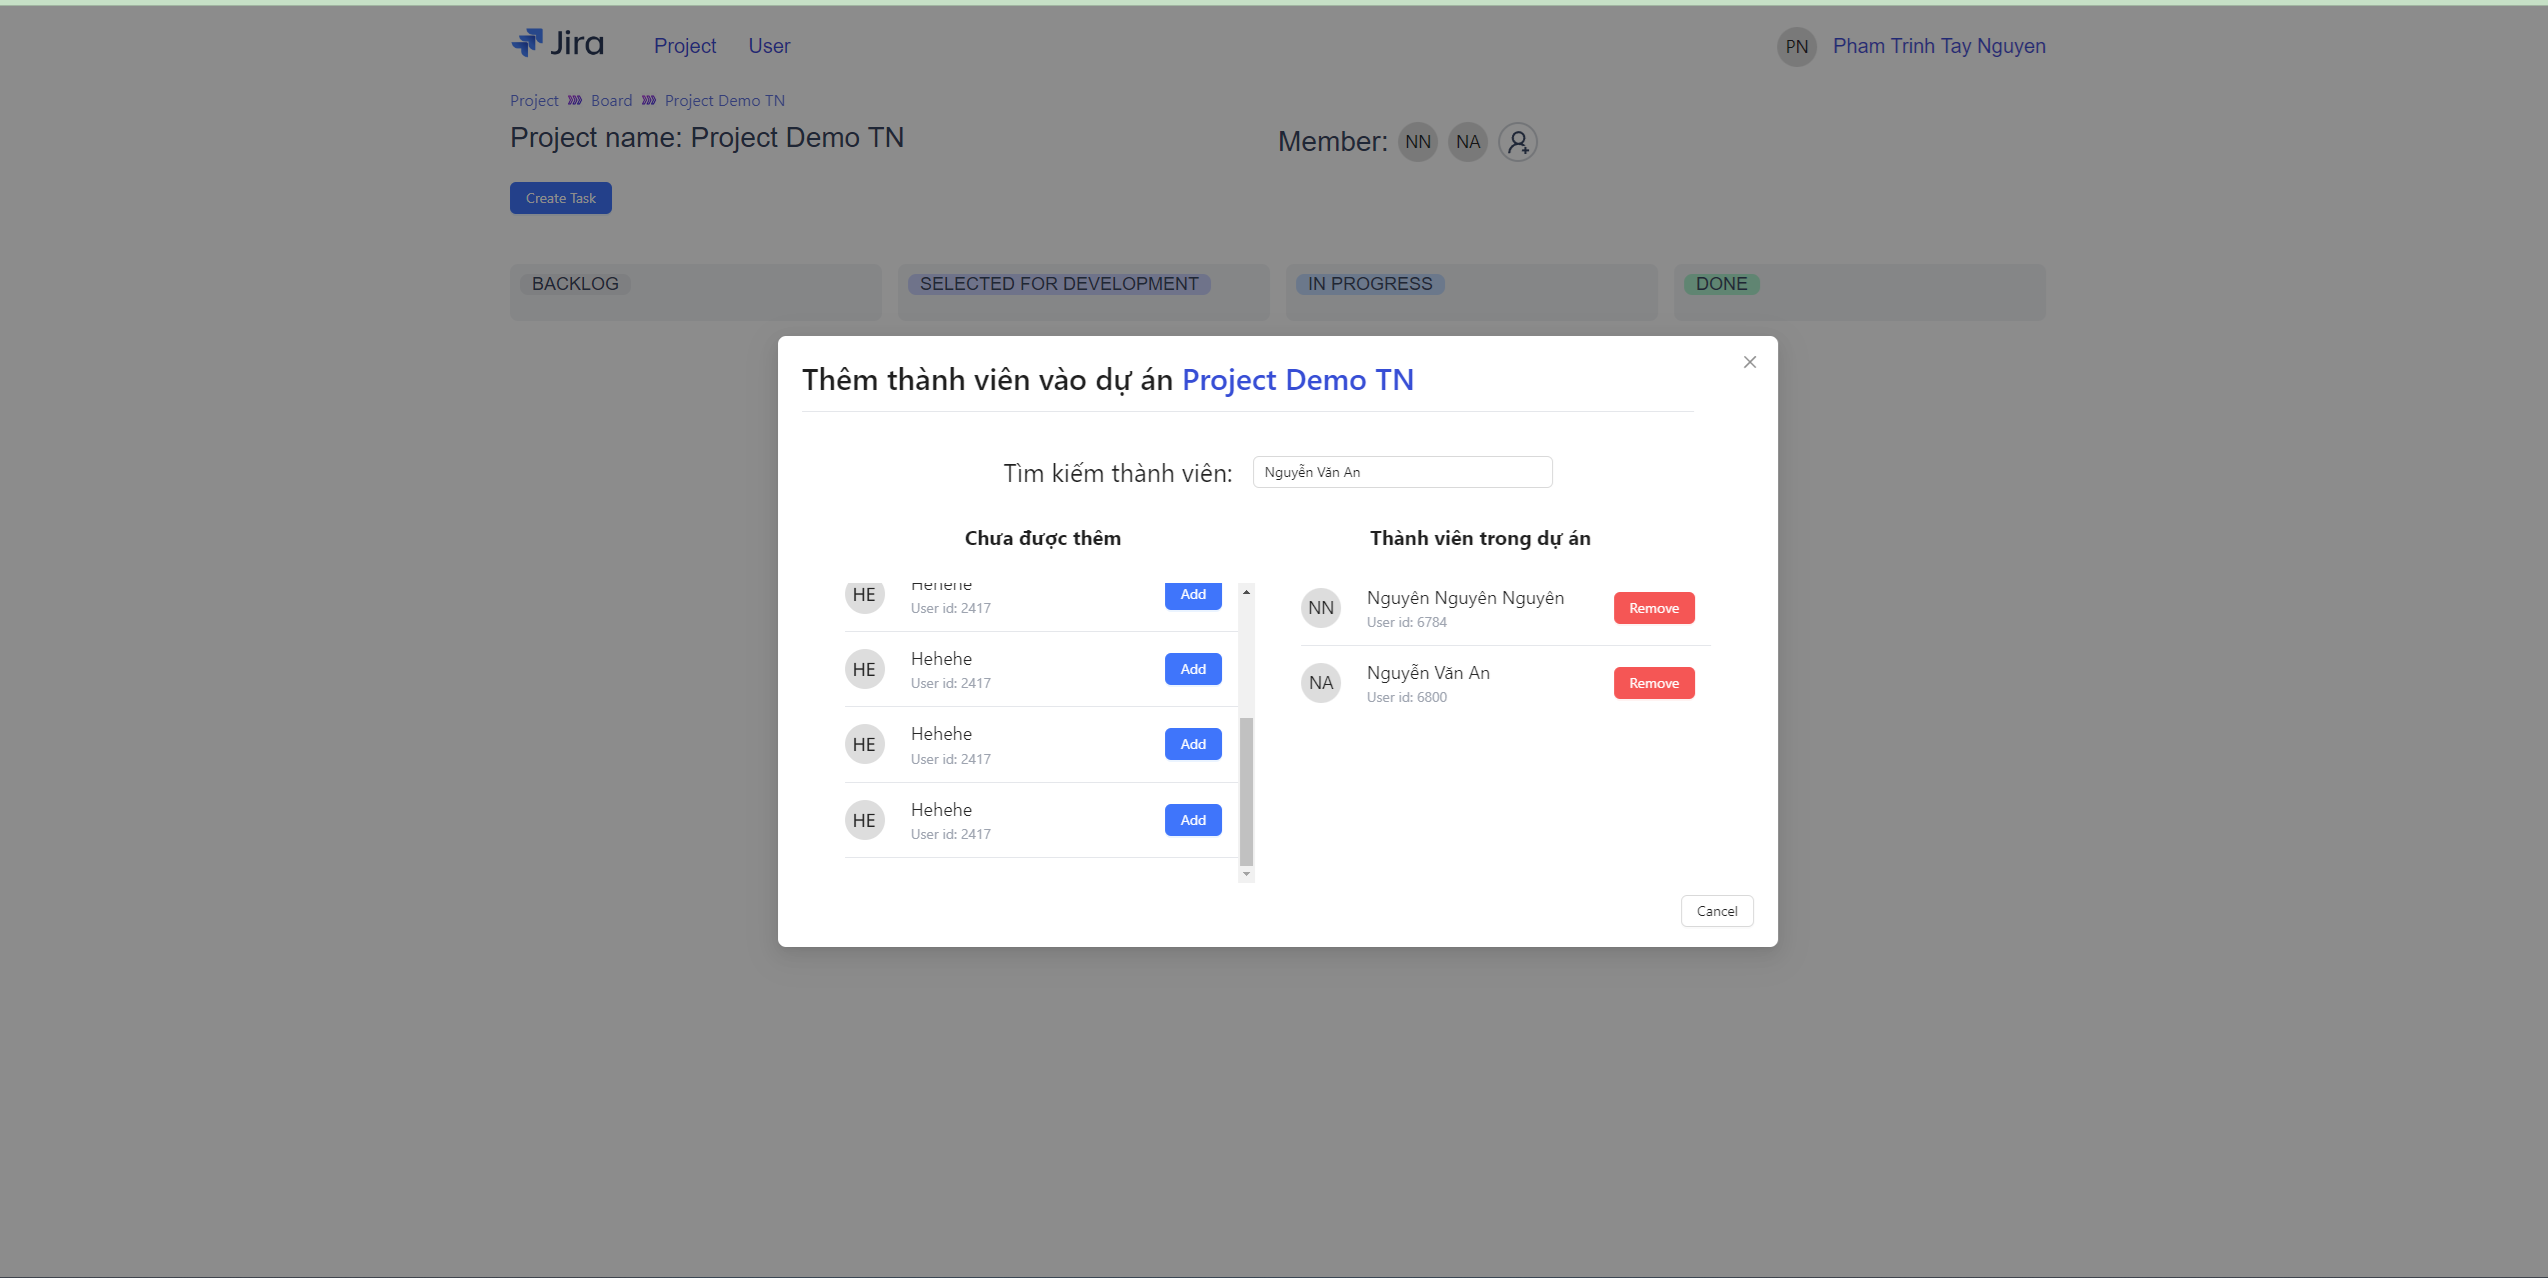 Jira Project User PN Pham Trinh Tay Nguyen
Project Board Project Demo TN
Project name: Project Demo TN
Member: NN NA
Create Task
BACKLOG SELECTED FOR DEVELOPMENT IN PROGRESS DONE
Thêm thành viên vào dự án Project Demo TN
Tìm kiếm thành viên: Nguyễn Văn An
Chưa được thêm
HE Hehehe Add
User id: 2417
HE Hehehe Add
User id: 2417
HE Hehehe Add
User id: 2417
HE Hehehe Add
User id: 2417
Thành viên trong dự án
NN Nguyên Nguyên Nguyên Remove
User id: 6784
NA Nguyễn Văn An Remove
User id: 6800
Cancel